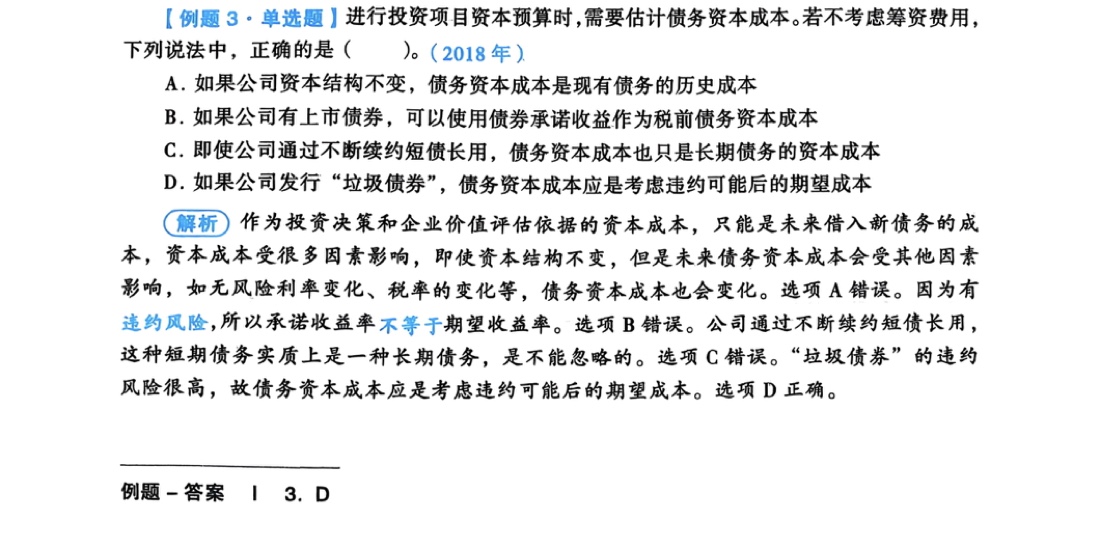 【例题3·单选题】进行投资项目资本预算时,需要估计债务资本成本。若不考虑筹资费用,
下列说法中，正确的是（　　）。（2018年）
A. 如果公司资本结构不变，债务资本成本是现有债务的历史成本
B. 如果公司有上市债券，可以使用债券承诺收益作为税前债务资本成本
C. 即使公司通过不断续约短债长用，债务资本成本也只是长期债务的资本成本
D. 如果公司发行“垃圾债券”，债务资本成本应是考虑违约可能后的期望成本
解析 作为投资决策和企业价值评估依据的资本成本，只能是未来借入新债务的成
本，资本成本受很多因素影响，即使资本结构不变，但是未来债务资本成本会受其他因素
影响，如无风险利率变化、税率的变化等，债务资本成本也会变化。选项A错误。因为有
违约风险,所以承诺收益率不等于期望收益率。选项B错误。公司通过不断续约短债长用，
这种短期债务实质上是一种长期债务，是不能忽略的。选项C错误。“垃圾债券”的违约
风险很高，故债务资本成本应是考虑违约可能后的期望成本。选项D正确。
例题-答案 | 3. D